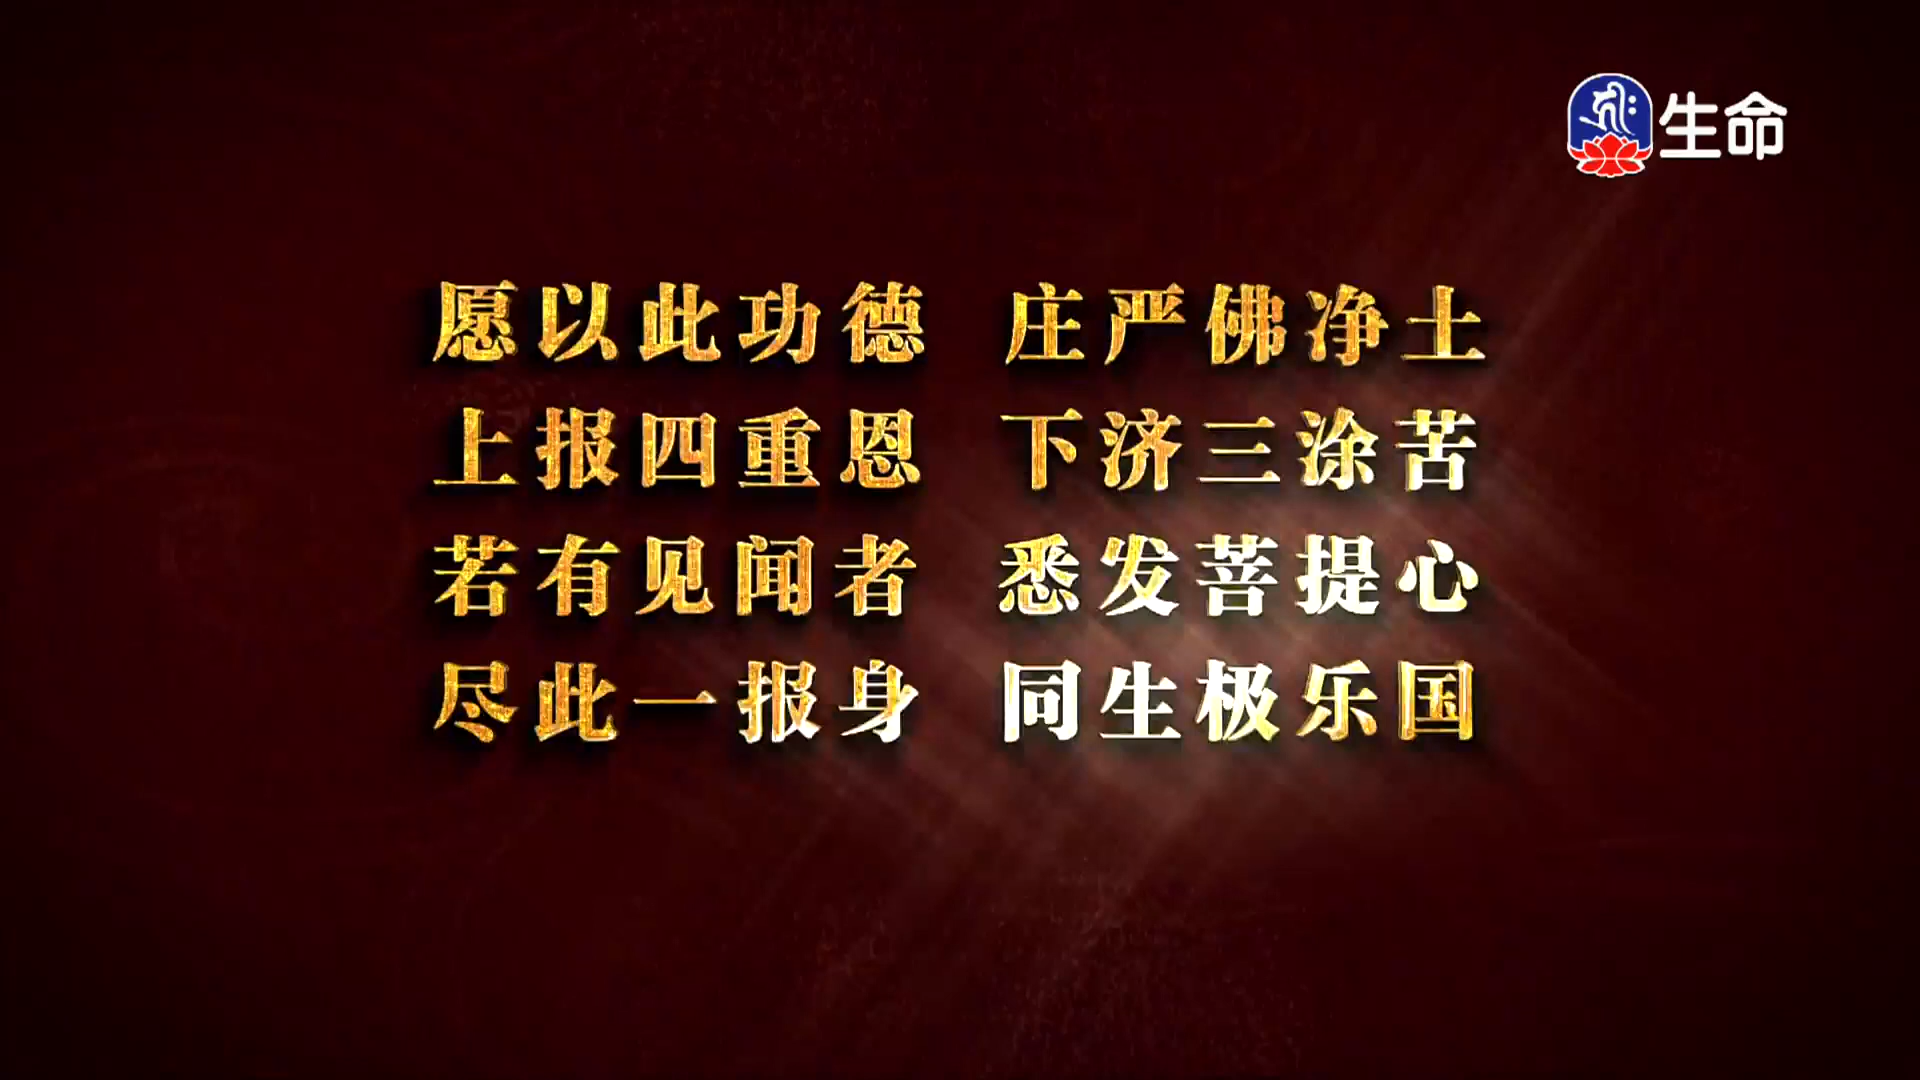 生命
愿以此功德 庄严佛净土
上报四重恩 下济三涂苦
若有见闻者 悉发菩提心
尽此一报身 同生极乐国